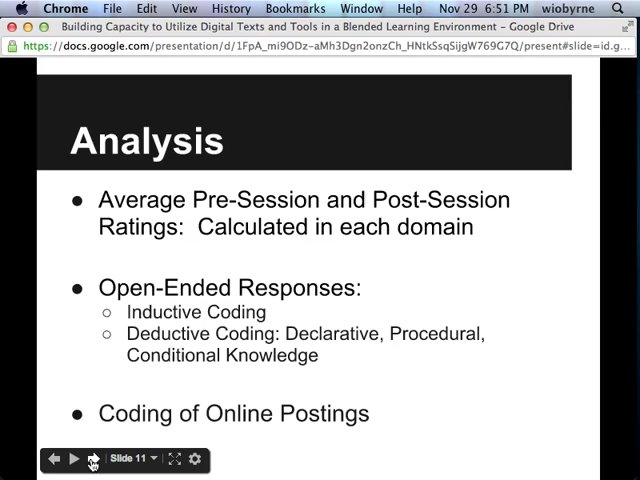 Chrome File Edit View History Bookmarks Window Help Nov 29 6:51 PM wiobyrne
Building Capacity to Utilize Digital Texts and Tools in a Blended Learning Environment – Google Drive
https://docs.google.com/presentation/d/1FpA_mi9ODz-aMh3Dgn2onzCh_HNtkSsqSijgW769G7Q/present#slide=id.g...
Analysis
● Average Pre-Session and Post-Session
Ratings: Calculated in each domain
● Open-Ended Responses:
○ Inductive Coding
○ Deductive Coding: Declarative, Procedural,
Conditional Knowledge
● Coding of Online Postings
Slide 11